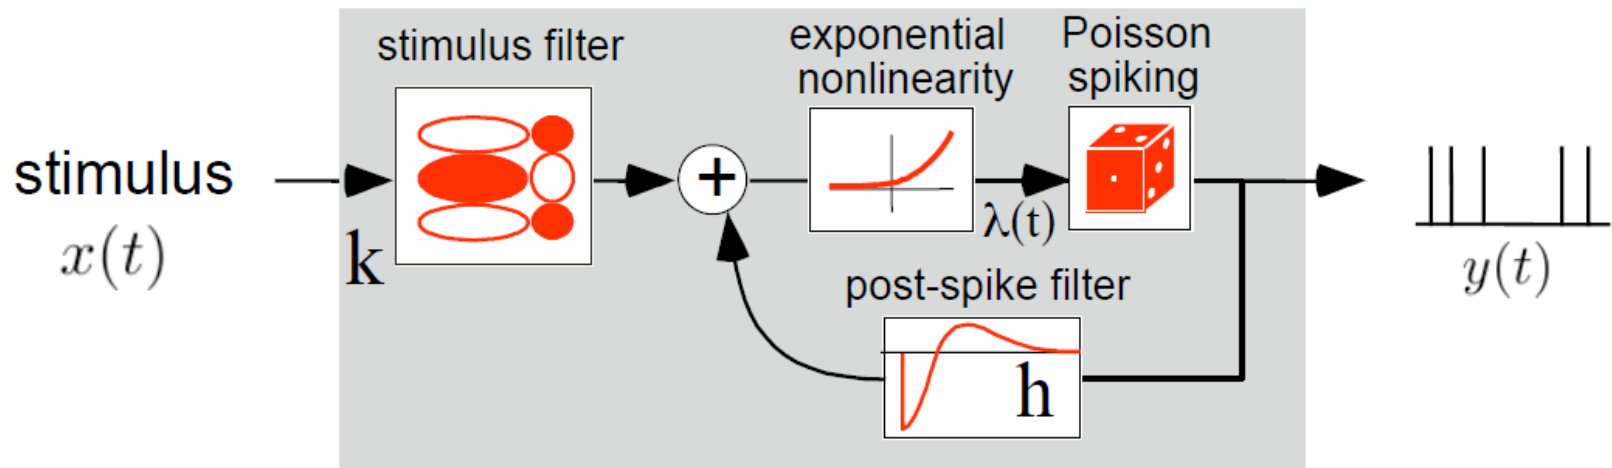 stimulus filter
exponential
nonlinearity
Poisson
spiking
stimulus
x(t)
k
+
λ(t)
post-spike filter
h
y(t)